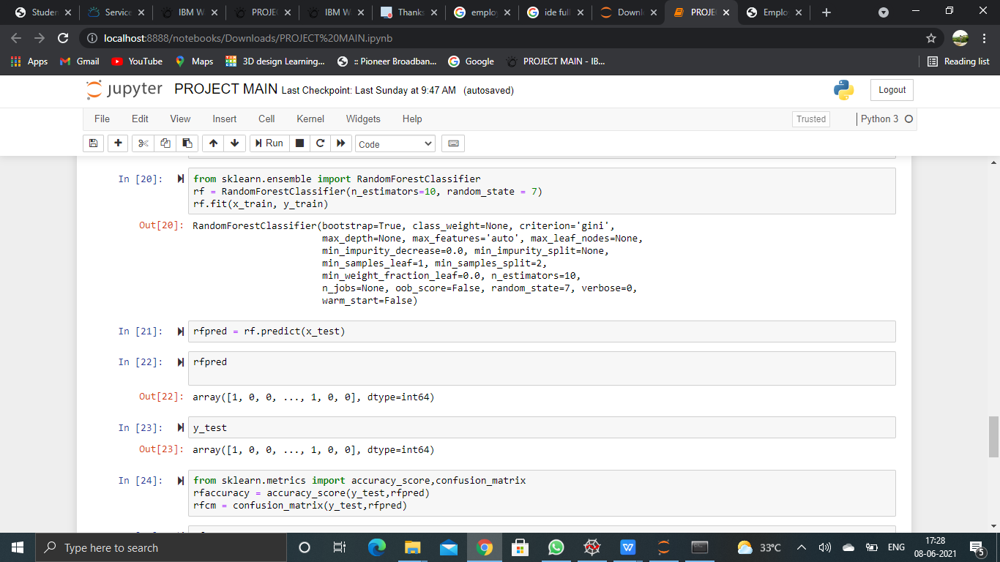 Studen
Service
IBM W
PROJE
IBM W
Thanks
employ
ide full
Downl
PROJE
Emplo
localhost:8888/notebooks/Downloads/PROJECT%20MAIN.ipynb
Apps
Gmail
YouTube
Maps
3D design Learning...
:: Pioneer Broadban...
Google
PROJECT MAIN - IB...
Reading list
jupyter PROJECT MAIN Last Checkpoint: Last Sunday at 9:47 AM (autosaved)
Logout
File Edit View Insert Cell Kernel Widgets Help
Trusted
Python 3
Run
Code
In [20]: from sklearn.ensemble import RandomForestClassifier
rf = RandomForestClassifier(n_estimators=10, random_state = 7)
rf.fit(x_train, y_train)
Out[20]: RandomForestClassifier(bootstrap=True, class_weight=None, criterion='gini',
max_depth=None, max_features='auto', max_leaf_nodes=None,
min_impurity_decrease=0.0, min_impurity_split=None,
min_samples_leaf=1, min_samples_split=2,
min_weight_fraction_leaf=0.0, n_estimators=10,
n_jobs=None, oob_score=False, random_state=7, verbose=0,
warm_start=False)
In [21]: rfpred = rf.predict(x_test)
In [22]: rfpred
Out[22]: array([1, 0, 0, ..., 1, 0, 0], dtype=int64)
In [23]: y_test
Out[23]: array([1, 0, 0, ..., 1, 0, 0], dtype=int64)
In [24]: from sklearn.metrics import accuracy_score,confusion_matrix
rfaccuracy = accuracy_score(y_test,rfpred)
rfcm = confusion_matrix(y_test,rfpred)
Type here to search
33°C
ENG
17:28
08-06-2021
5